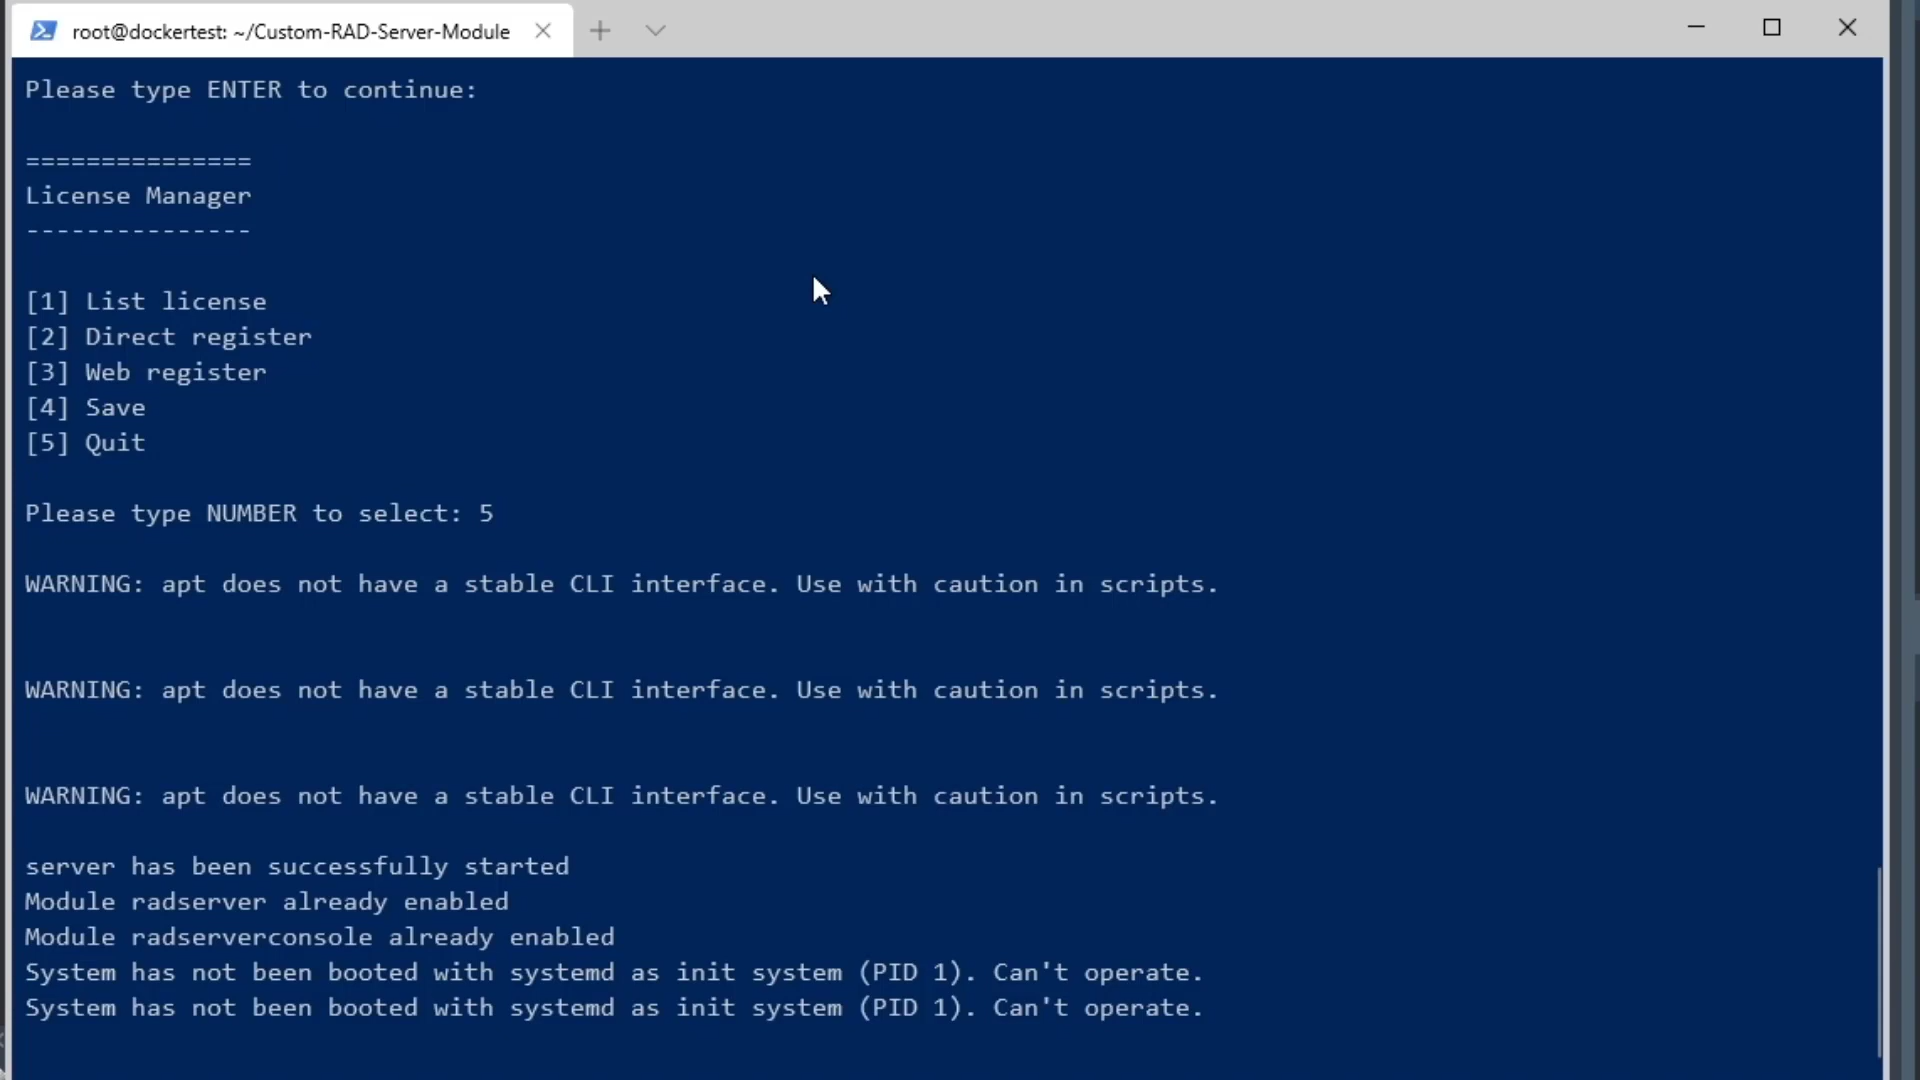 root@dockertest: ~/Custom-RAD-Server-Module
Please type ENTER to continue:
===============
License Manager
---------------
[1] List license
[2] Direct register
[3] Web register
[4] Save
[5] Quit
Please type NUMBER to select: 5
WARNING: apt does not have a stable CLI interface. Use with caution in scripts.
WARNING: apt does not have a stable CLI interface. Use with caution in scripts.
WARNING: apt does not have a stable CLI interface. Use with caution in scripts.
server has been successfully started
Module radserver already enabled
Module radserverconsole already enabled
System has not been booted with systemd as init system (PID 1). Can't operate.
System has not been booted with systemd as init system (PID 1). Can't operate.